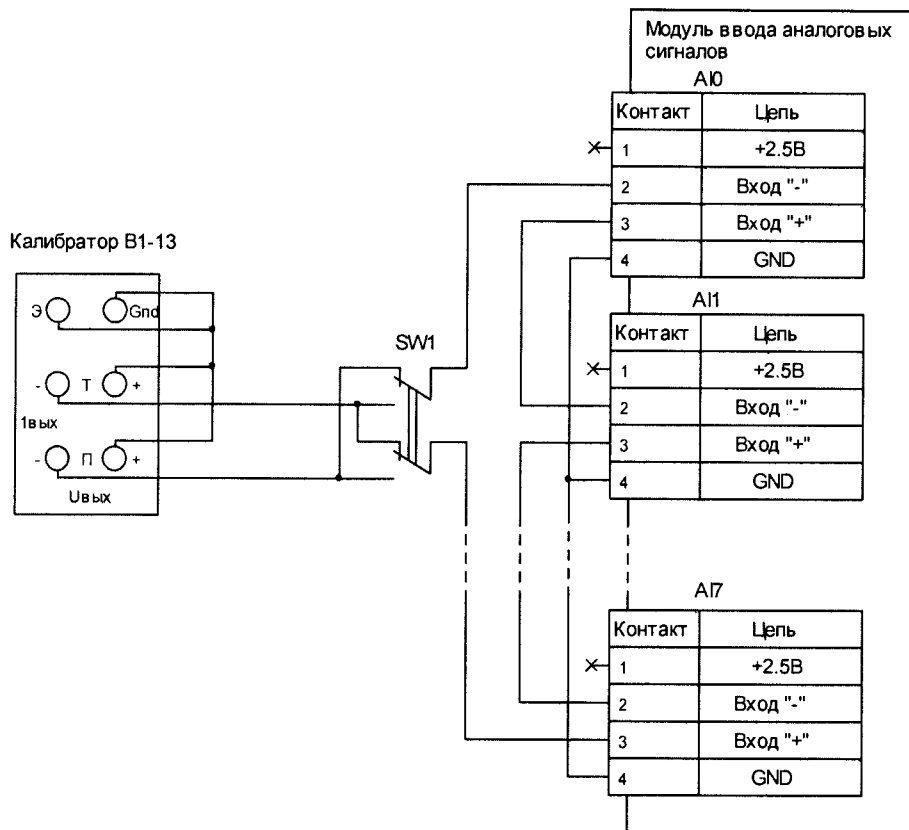 Модуль ввода аналоговых
сигналов
AI0
Контакт Цепь
1 +2.5В
2 Вход "-"
3 Вход "+"
4 GND
Калибратор В1-13
Э Gnd
- Т +
1вых
- П +
Uвых
SW1
AI1
Контакт Цепь
1 +2.5В
2 Вход "-"
3 Вход "+"
4 GND
AI7
Контакт Цепь
1 +2.5В
2 Вход "-"
3 Вход "+"
4 GND